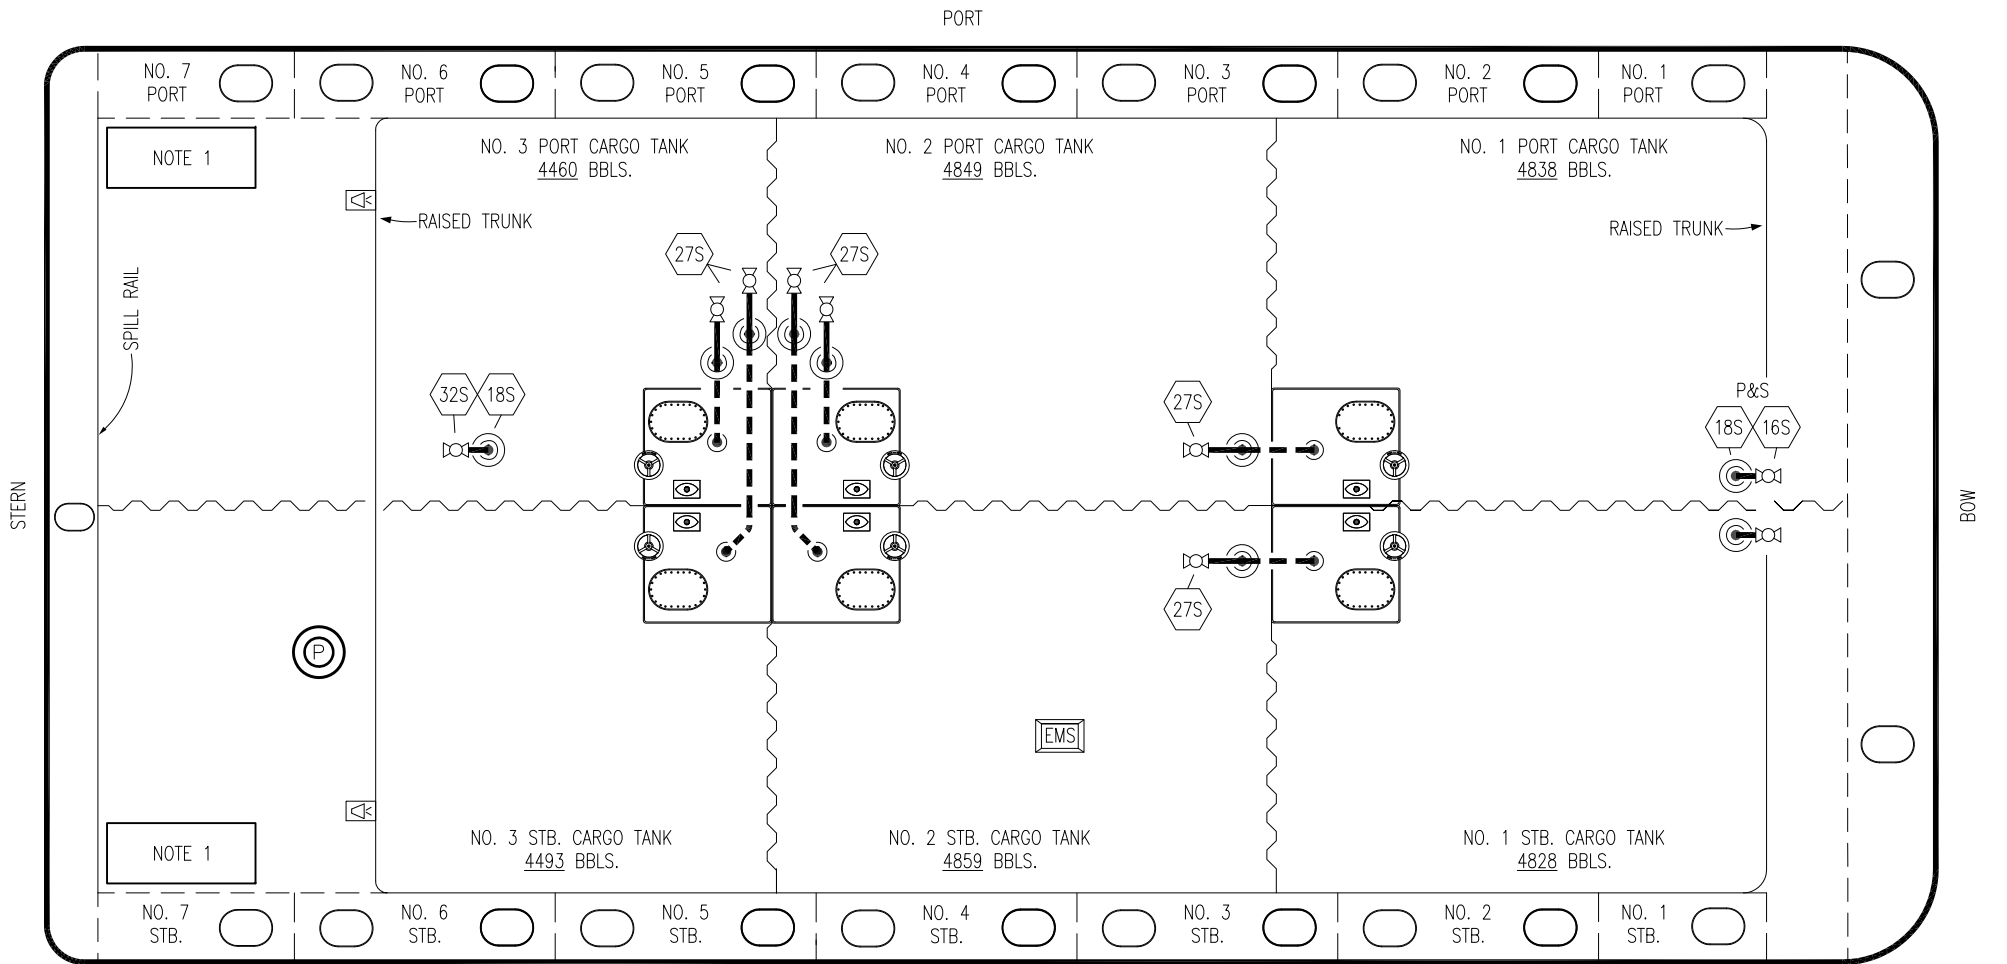 PORT
NO. 7
PORT
NO. 6
PORT
NO. 5
PORT
NO. 4
PORT
NO. 3
PORT
NO. 2
PORT
NO. 1
PORT
NOTE 1
NO. 3 PORT CARGO TANK
4460 BBLS.
NO. 2 PORT CARGO TANK
4849 BBLS.
NO. 1 PORT CARGO TANK
4838 BBLS.
RAISED TRUNK
RAISED TRUNK
SPILL RAIL
27S
27S
32S
18S
27S
P&S
18S
16S
STERN
BOW
27S
P
EMS
NO. 3 STB. CARGO TANK
4493 BBLS.
NO. 2 STB. CARGO TANK
4859 BBLS.
NO. 1 STB. CARGO TANK
4828 BBLS.
NOTE 1
NO. 7
STB.
NO. 6
STB.
NO. 5
STB.
NO. 4
STB.
NO. 3
STB.
NO. 2
STB.
NO. 1
STB.